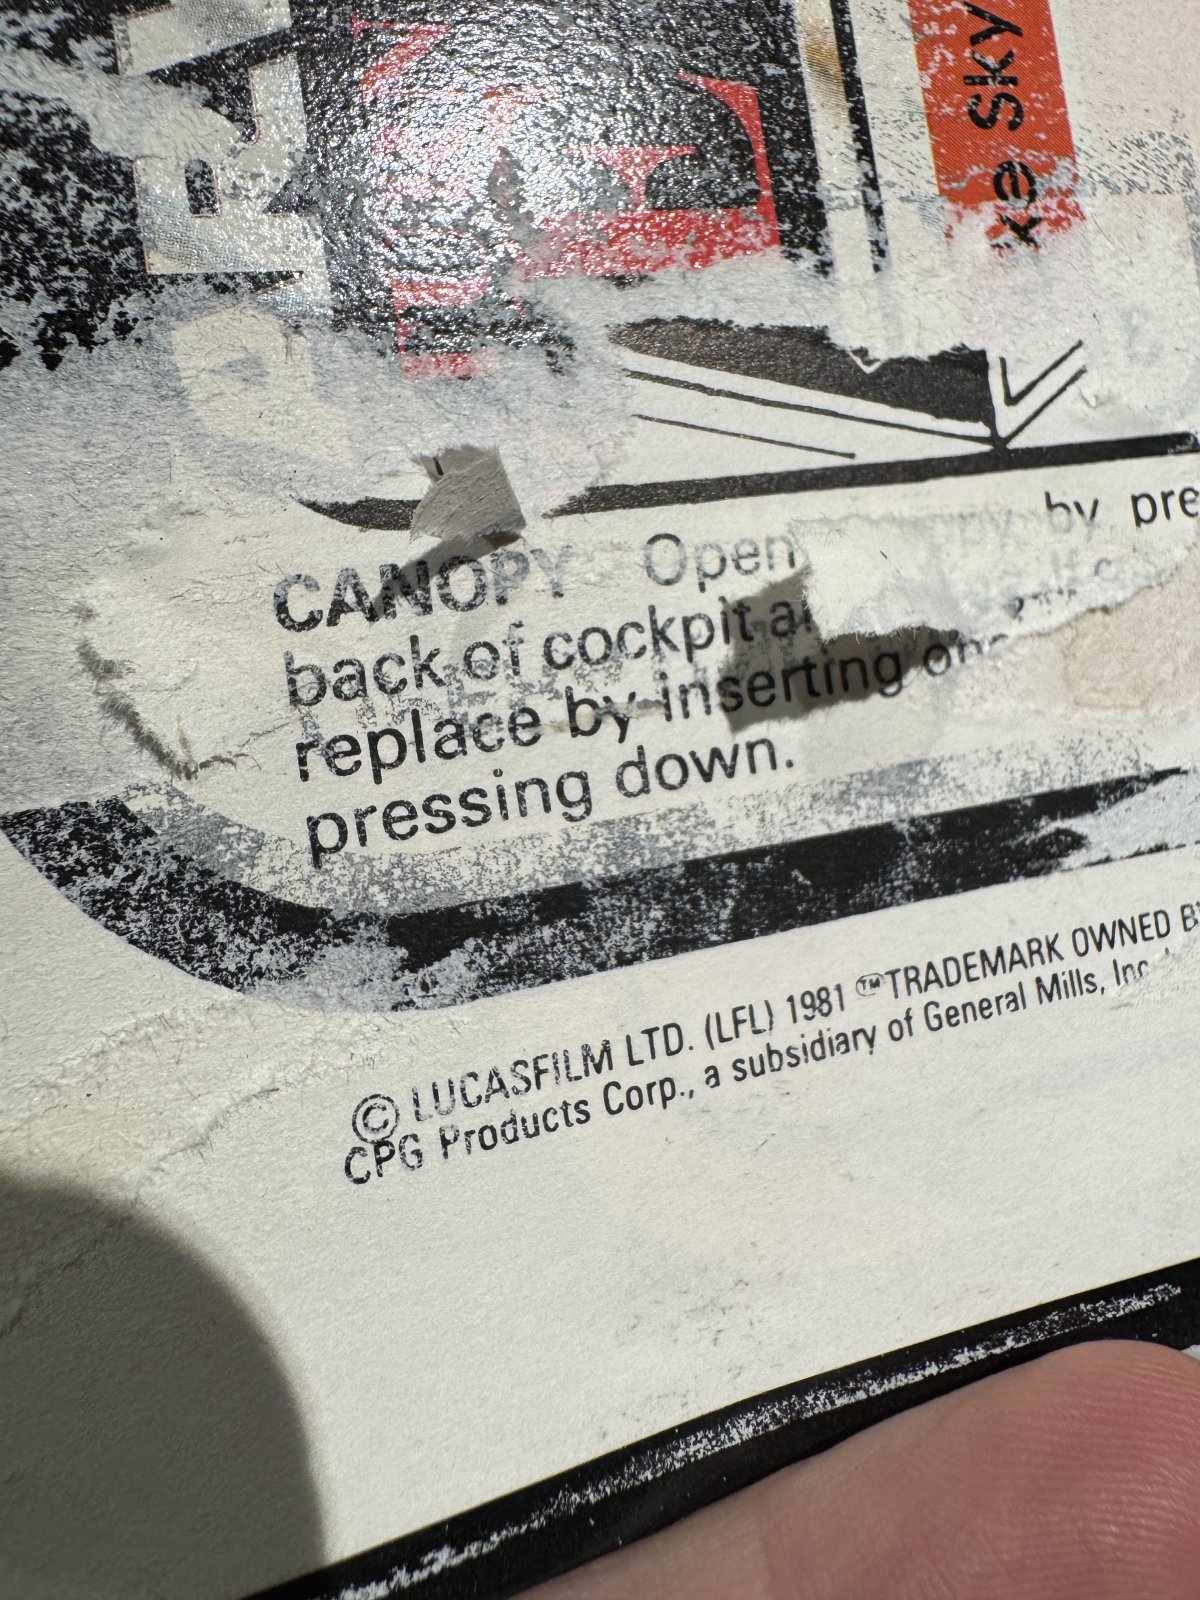 ke Sky
CANOPY Open by pre
back of cockpit
replace by inserting
pressing down.
© LUCASFILM LTD. (LFL) 1981 ™TRADEMARK OWNED B
CPG Products Corp., a subsidiary of General Mills, Inc